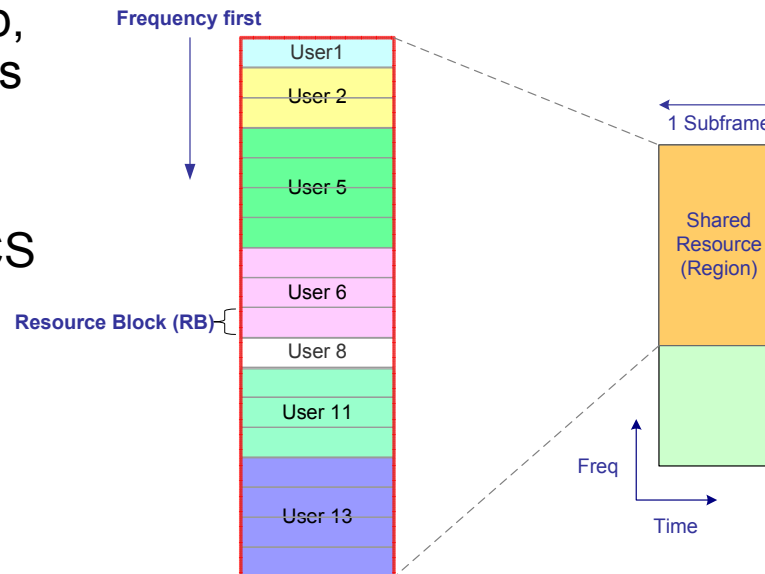 Frequency first
User1
User 2
User 5
User 6
Resource Block (RB)
User 8
User 11
User 13
1 Subframe
Shared
Resource
(Region)
Freq
Time